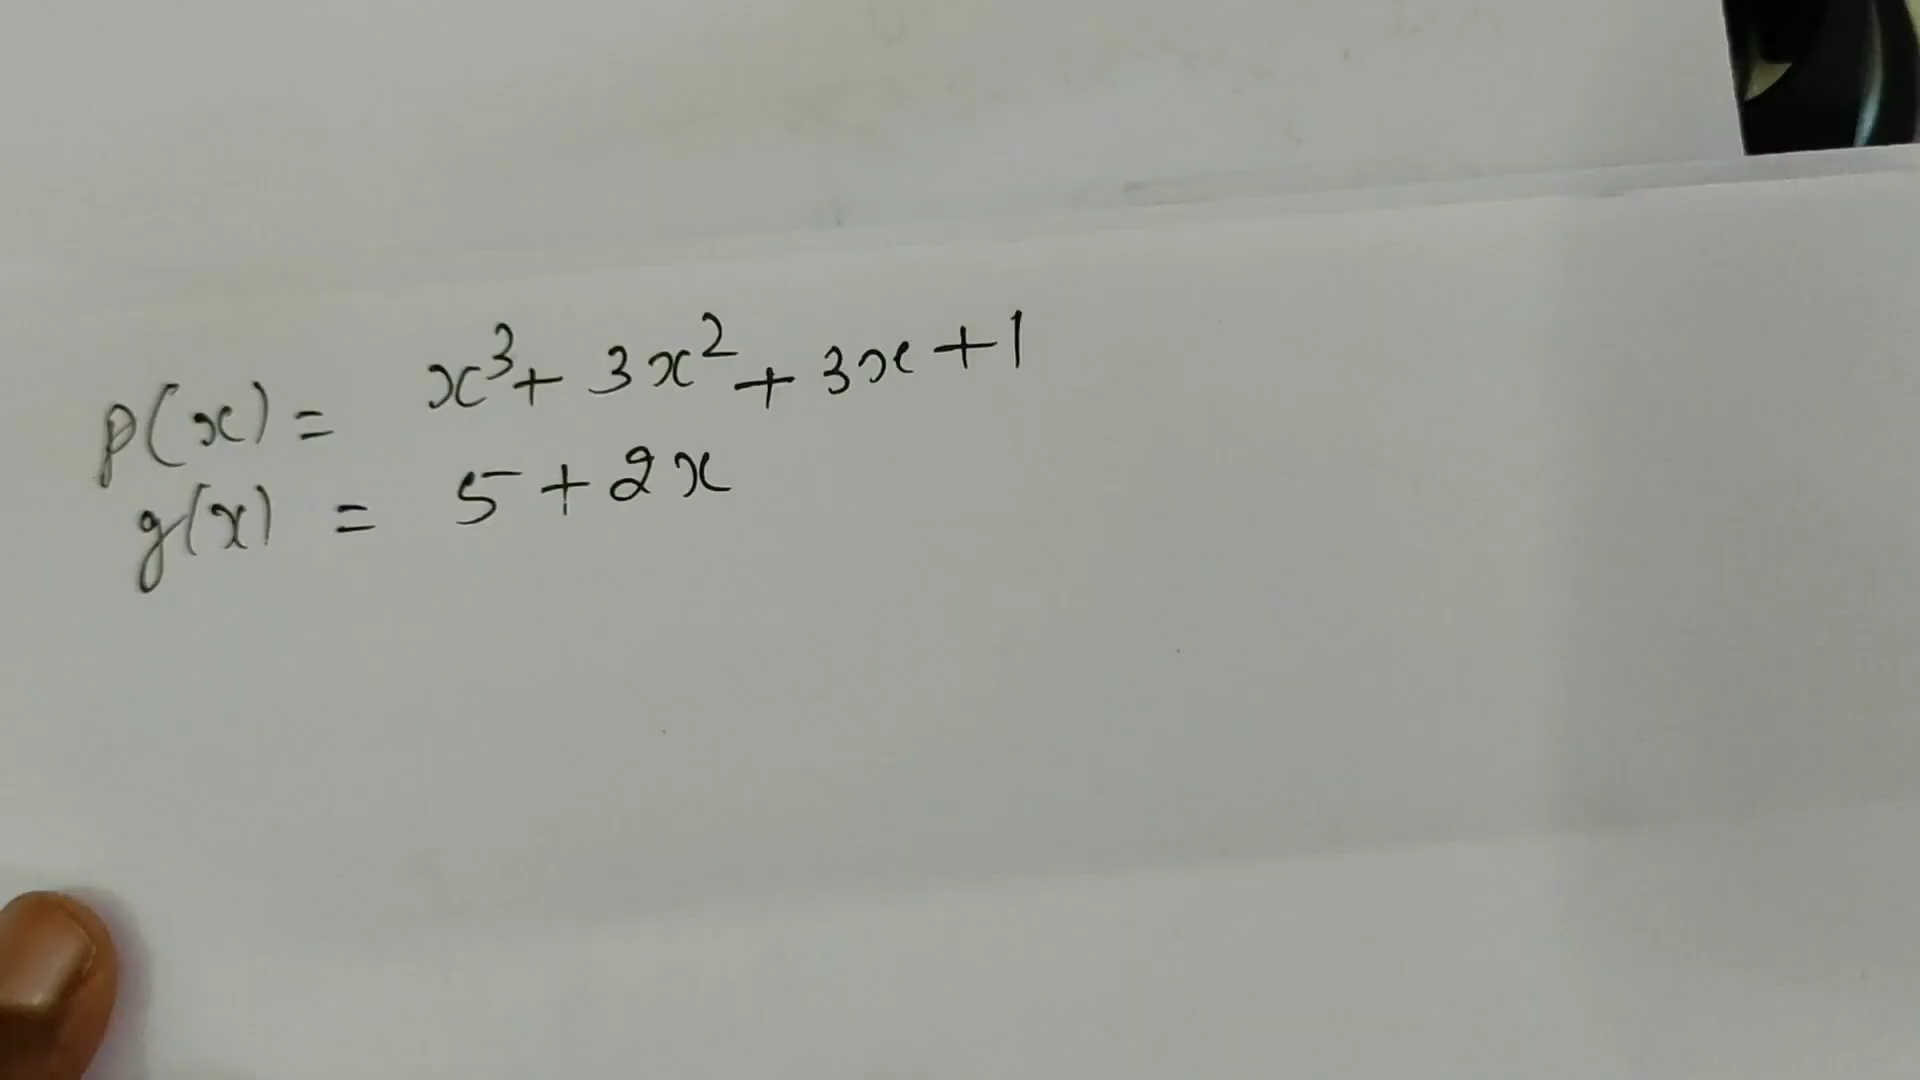 p(x) = x³ + 3x² + 3x + 1
g(x) = 5 + 2x